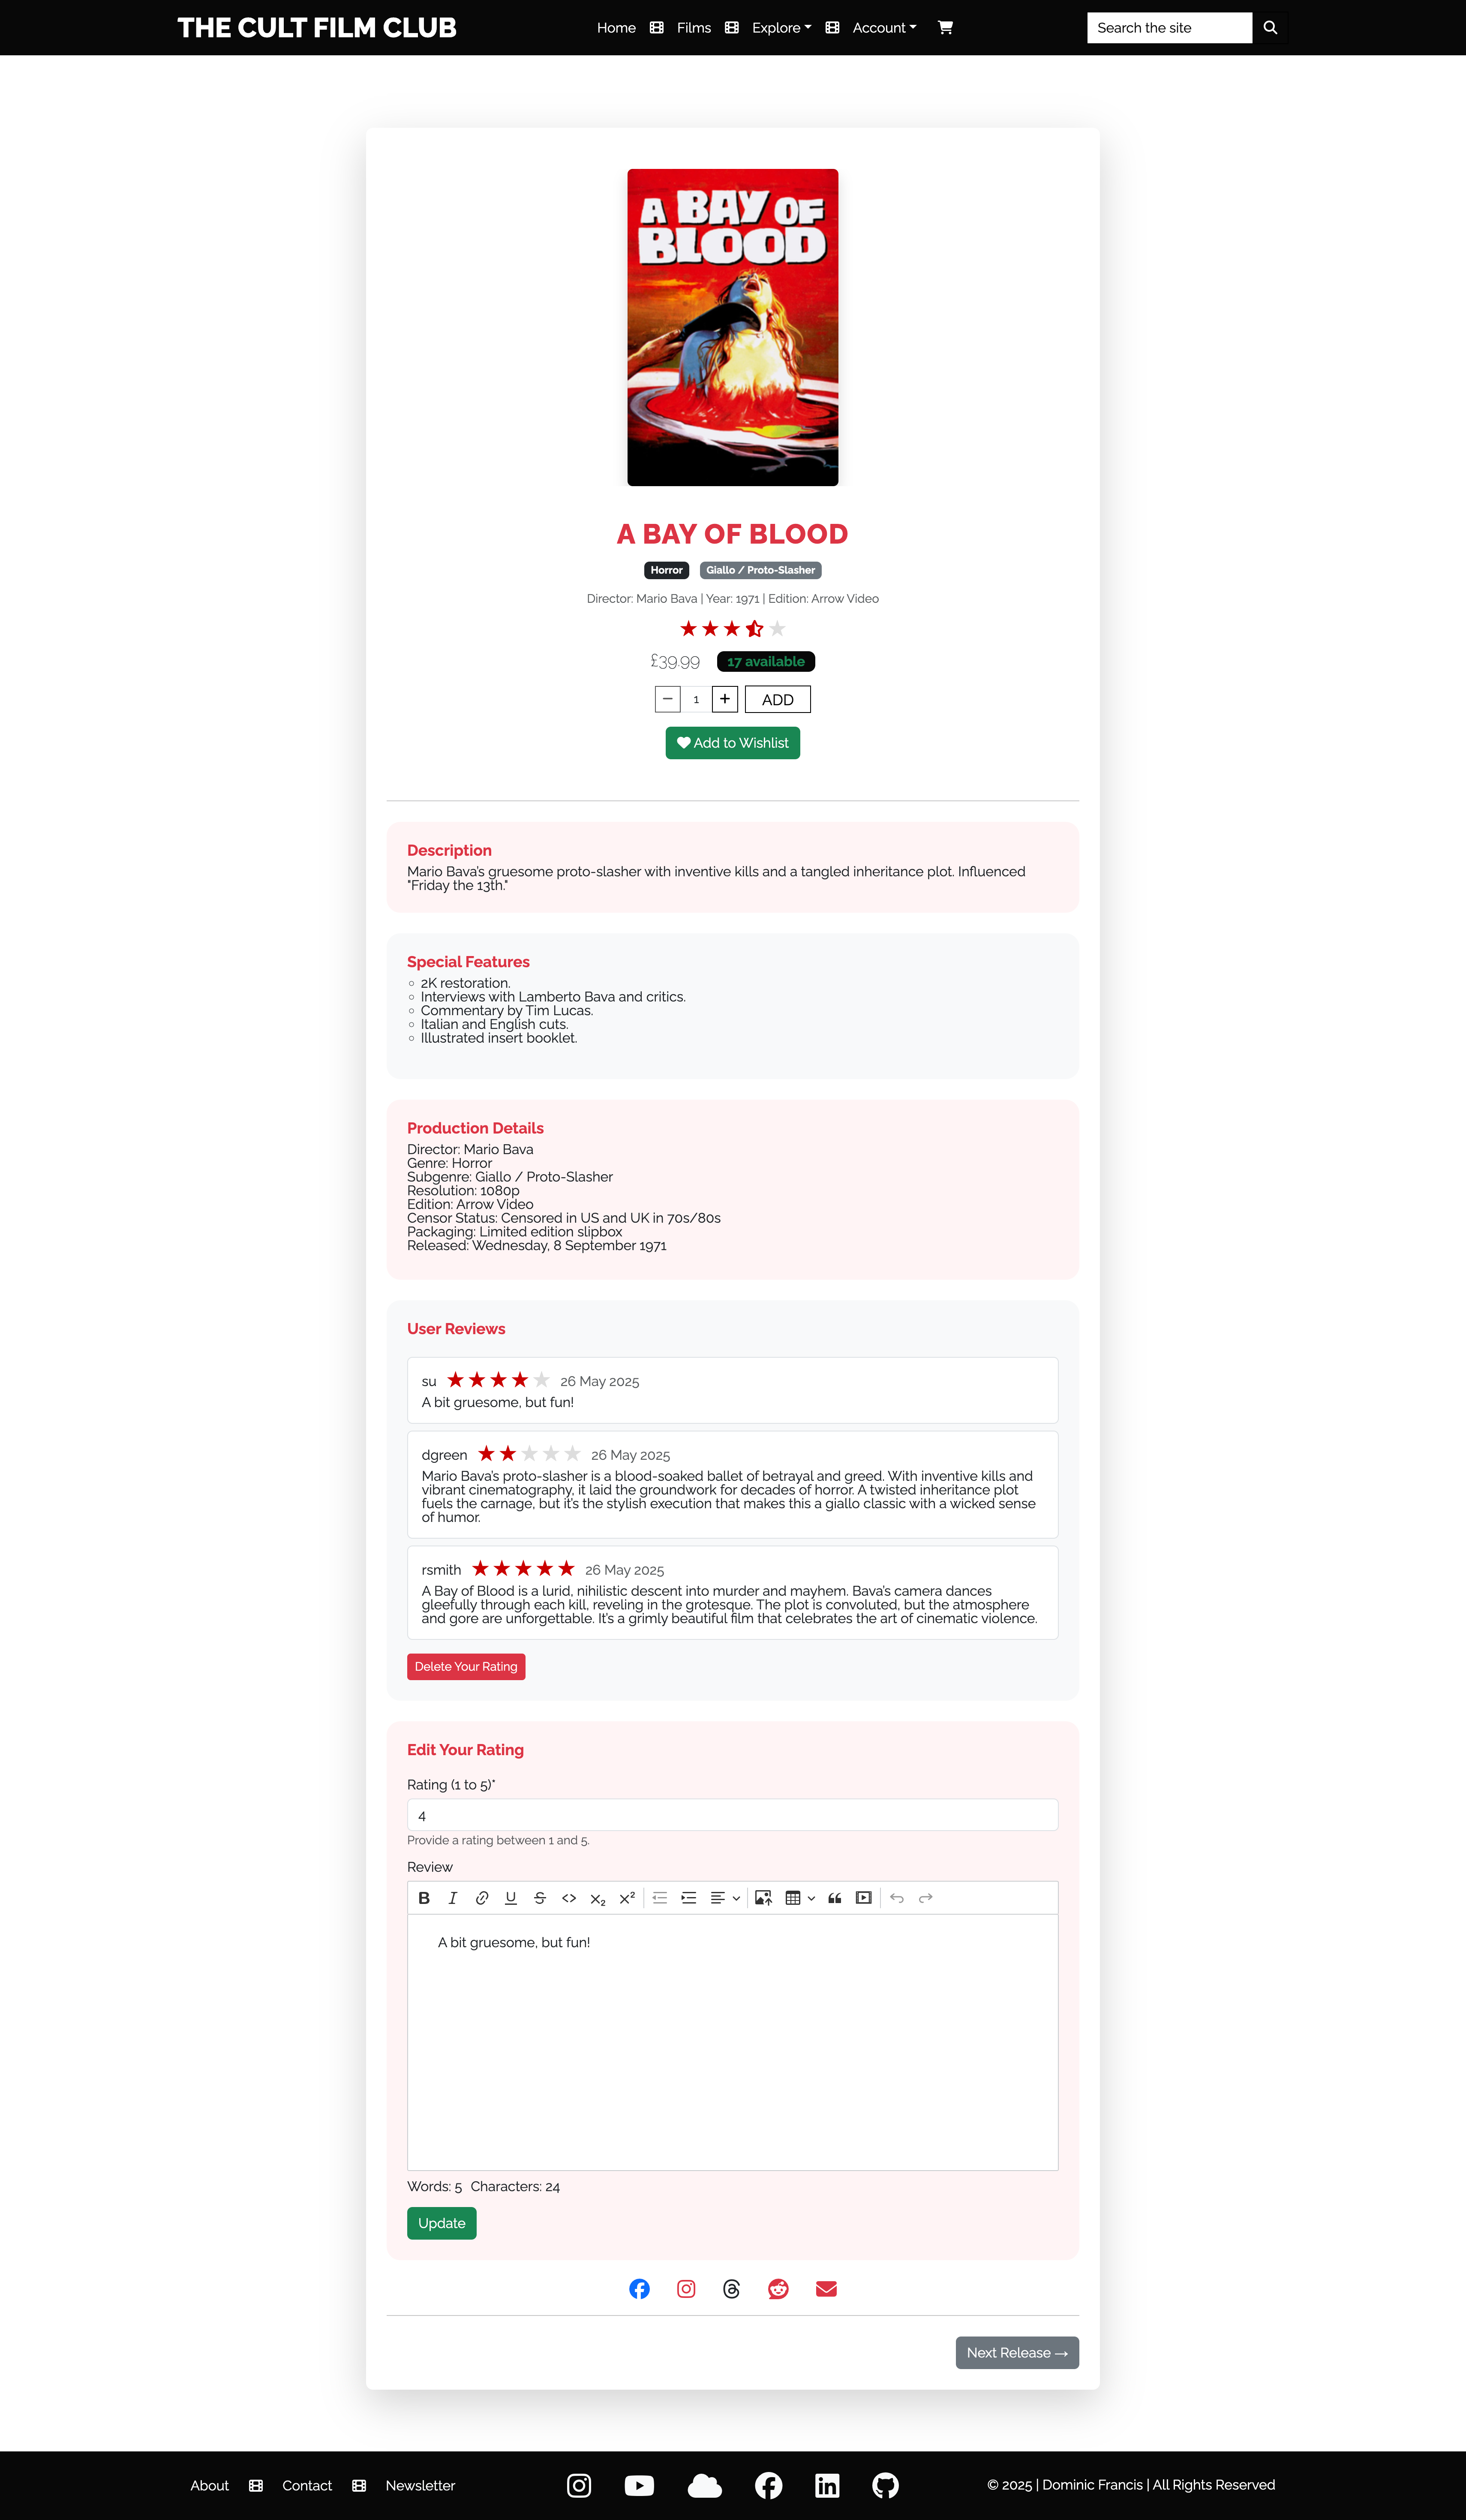 THE CULT FILM CLUB
Home Films Explore Account
Search the site
A BAY OF
BLOOD
A BAY OF BLOOD
Horror Giallo / Proto-Slasher
Director: Mario Bava | Year: 1971 | Edition: Arrow Video
£39.99 17 available
1 ADD
Add to Wishlist
Description
Mario Bava's gruesome proto-slasher with inventive kills and a tangled inheritance plot. Influenced
"Friday the 13th."
Special Features
2K restoration.
Interviews with Lamberto Bava and critics.
Commentary by Tim Lucas.
Italian and English cuts.
Illustrated insert booklet.
Production Details
Director: Mario Bava
Genre: Horror
Subgenre: Giallo / Proto-Slasher
Resolution: 1080p
Edition: Arrow Video
Censor Status: Censored in US and UK in 70s/80s
Packaging: Limited edition slipbox
Released: Wednesday, 8 September 1971
User Reviews
su 26 May 2025
A bit gruesome, but fun!
dgreen 26 May 2025
Mario Bava's proto-slasher is a blood-soaked ballet of betrayal and greed. With inventive kills and
vibrant cinematography, it laid the groundwork for decades of horror. A twisted inheritance plot
fuels the carnage, but it's the stylish execution that makes this a giallo classic with a wicked sense
of humor.
rsmith 26 May 2025
A Bay of Blood is a lurid, nihilistic descent into murder and mayhem. Bava's camera dances
gleefully through each kill, reveling in the grotesque. The plot is convoluted, but the atmosphere
and gore are unforgettable. It's a grimly beautiful film that celebrates the art of cinematic violence.
Delete Your Rating
Edit Your Rating
Rating (1 to 5)*
4
Provide a rating between 1 and 5.
Review
A bit gruesome, but fun!
Words: 5 Characters: 24
Update
Next Release →
About Contact Newsletter
© 2025 | Dominic Francis | All Rights Reserved